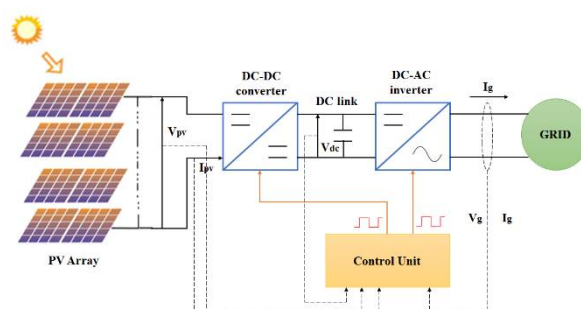 DC-DC
converter
DC link
DC-AC
inverter
Ig
Vpv
Ipv
Vdc
GRID
PV Array
Control Unit
Vg
Ig